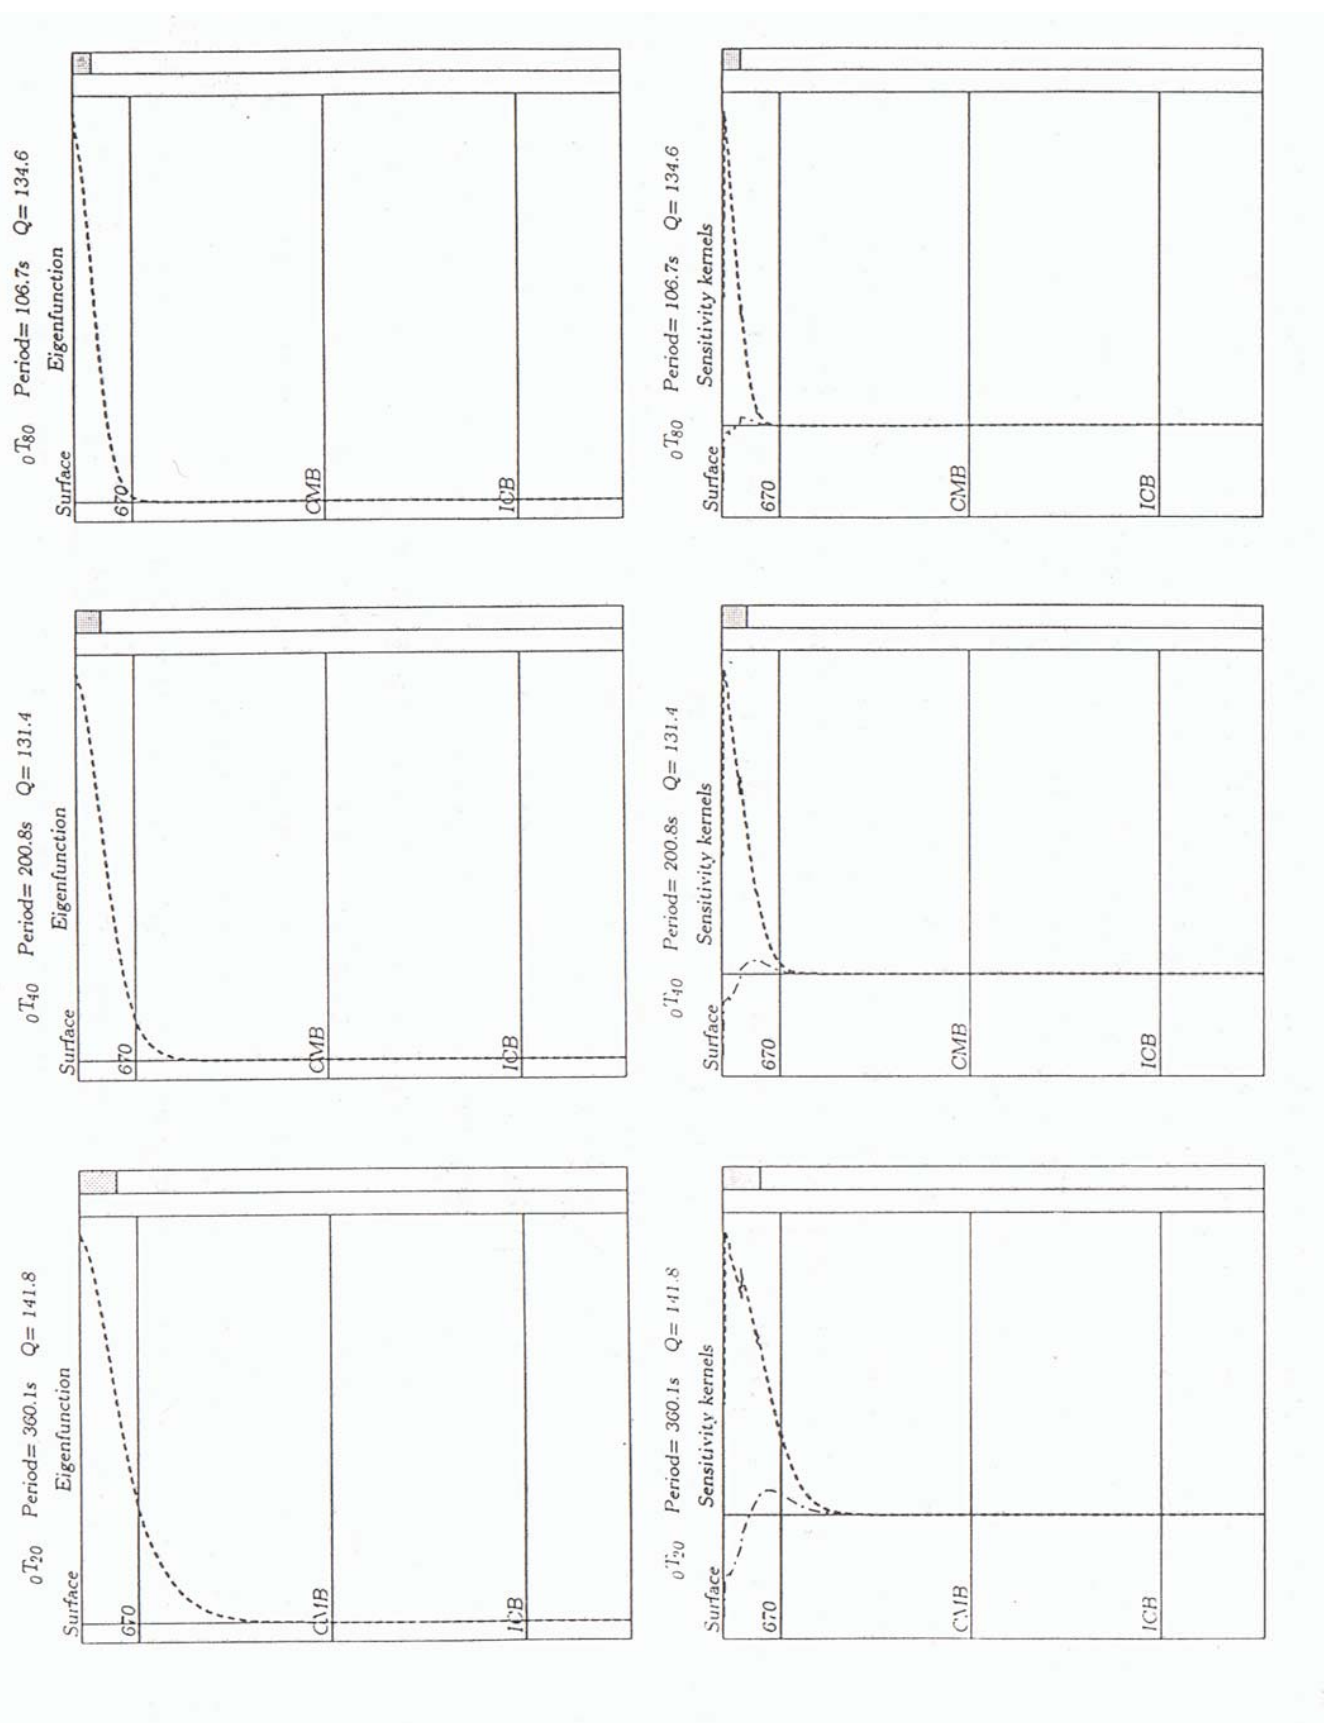 ₀T₂₀ Period= 360.1s Q= 141.8
Eigenfunction
Surface
670
CMB
ICB
₀T₄₀ Period= 200.8s Q= 131.4
Eigenfunction
Surface
670
CMB
ICB
₀T₈₀ Period= 106.7s Q= 134.6
Eigenfunction
Surface
670
CMB
ICB
₀T₂₀ Period= 360.1s Q= 141.8
Sensitivity kernels
Surface
670
CMB
ICB
₀T₄₀ Period= 200.8s Q= 131.4
Sensitivity kernels
Surface
670
CMB
ICB
₀T₈₀ Period= 106.7s Q= 134.6
Sensitivity kernels
Surface
670
CMB
ICB